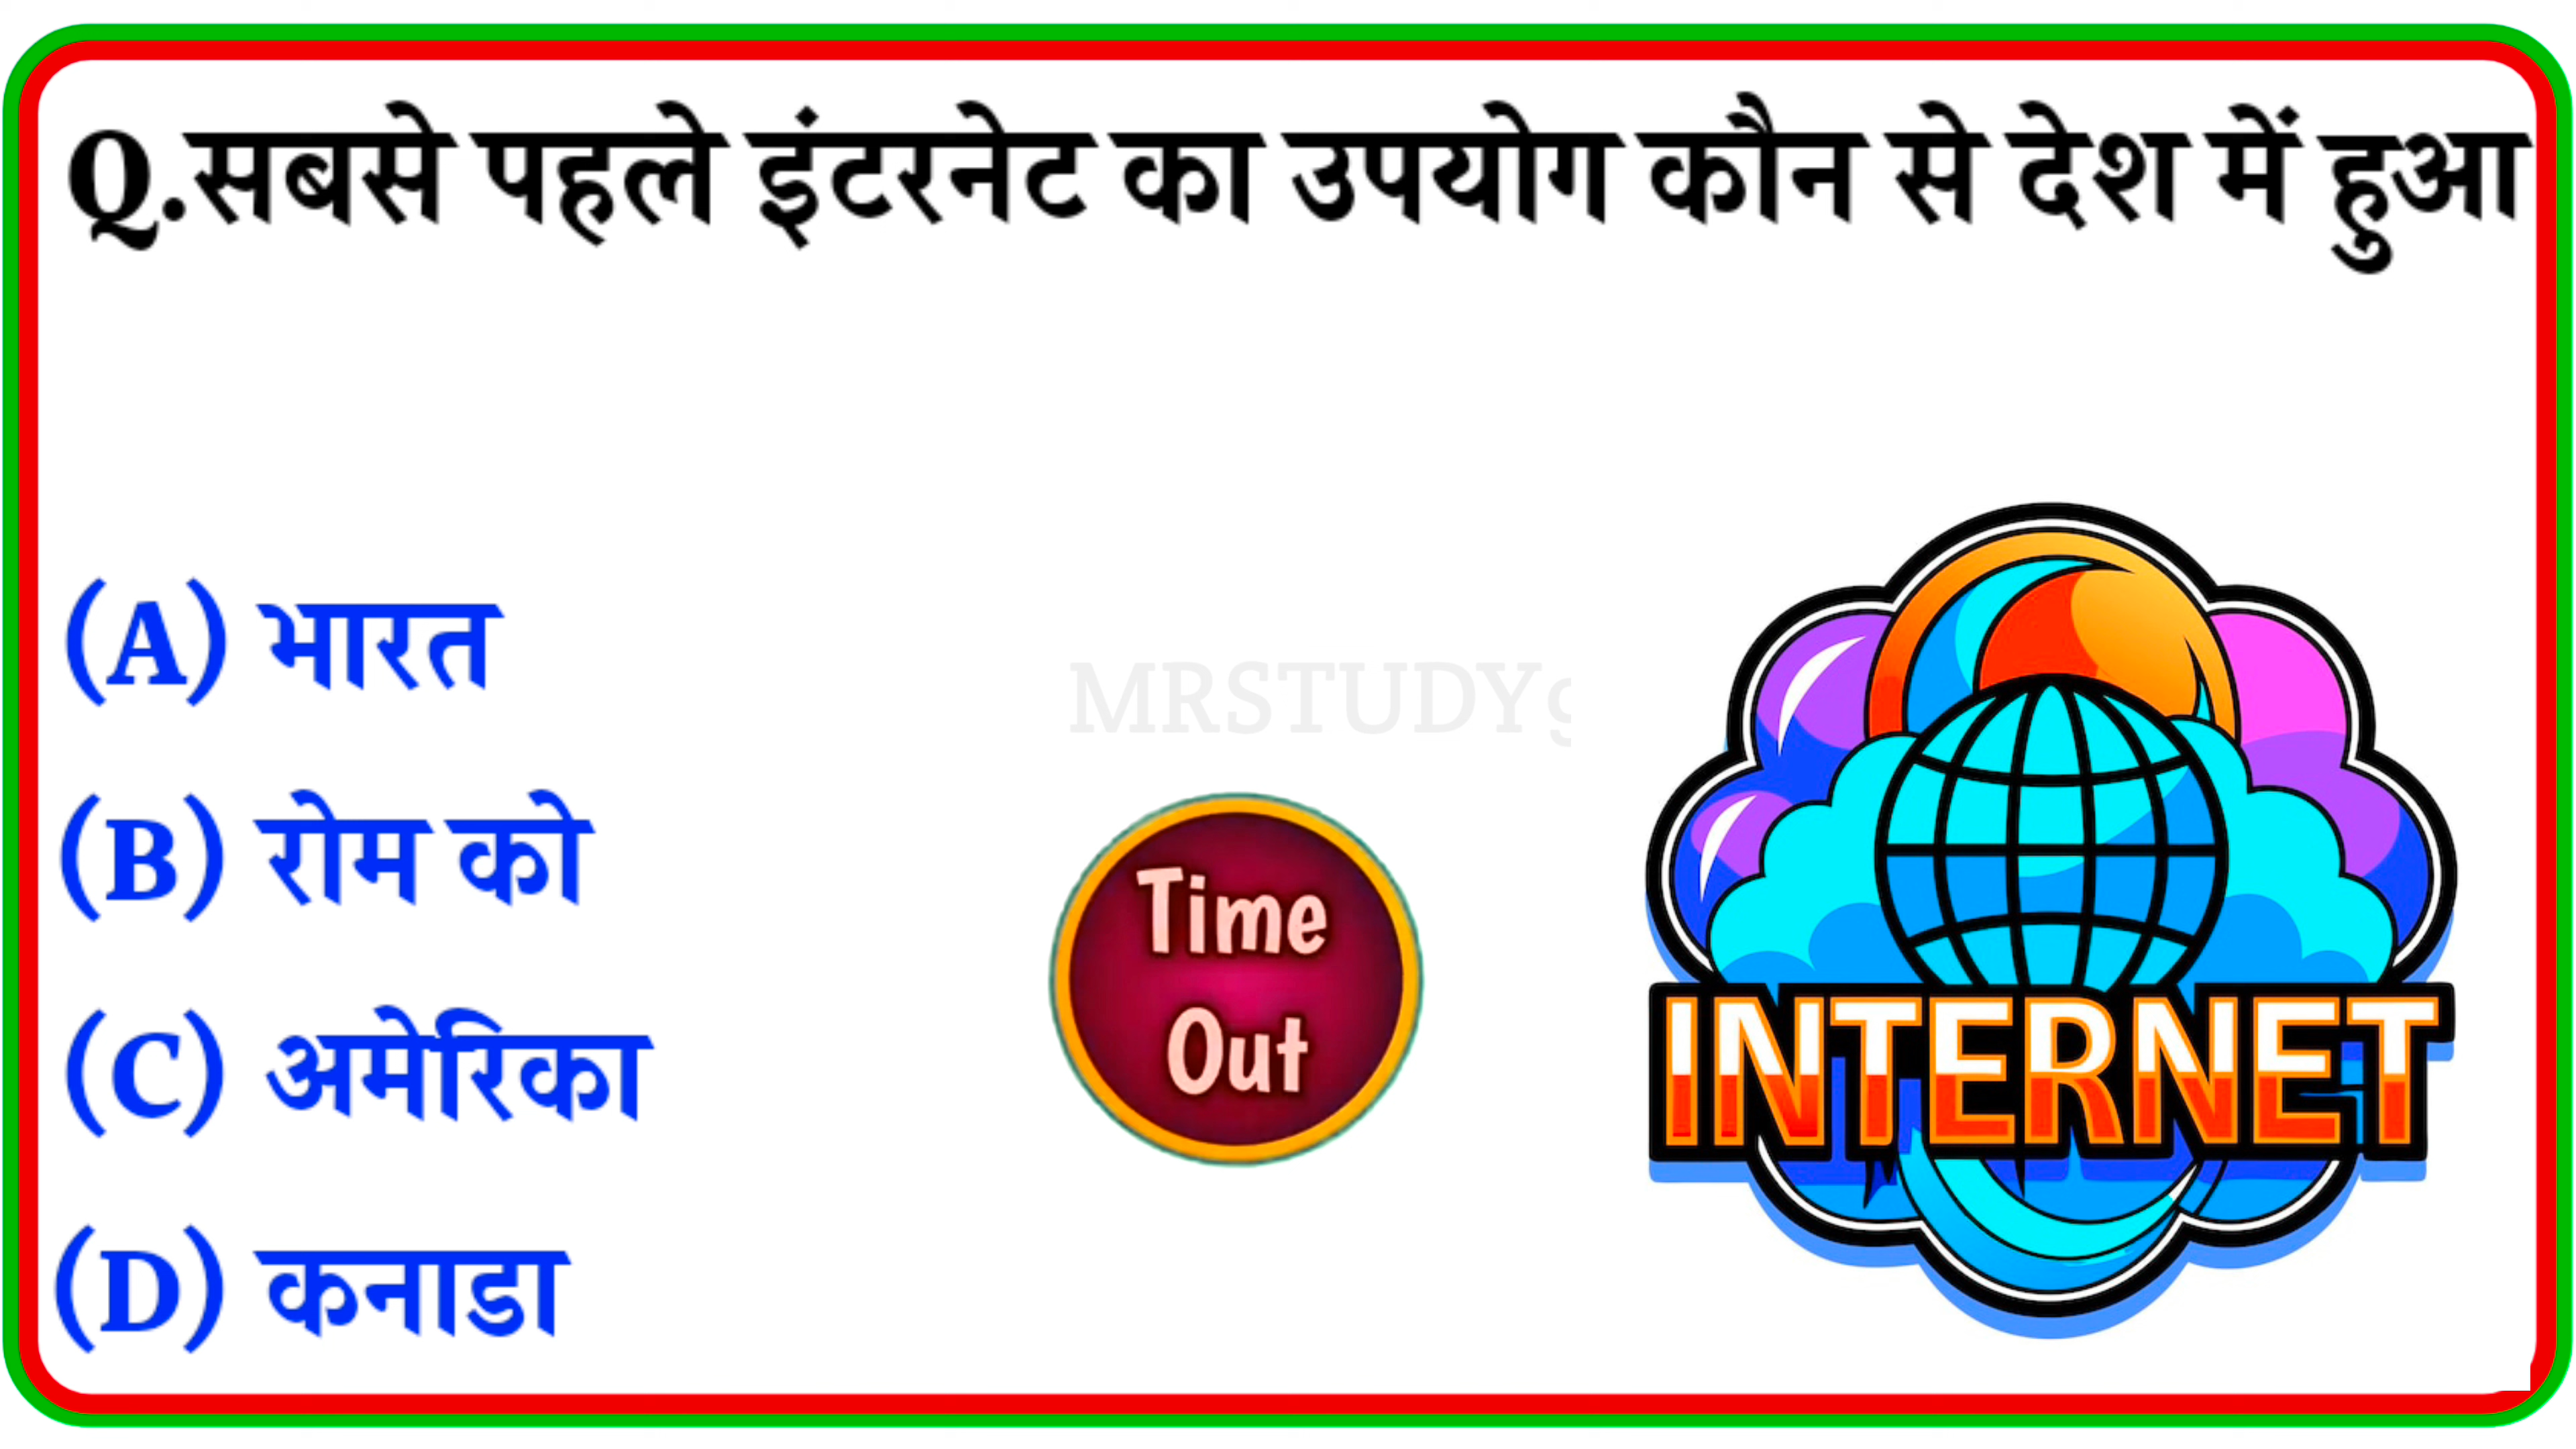 Q.सबसे पहले इंटरनेट का उपयोग कौन से देश में हुआ
(A) भारत
(B) रोम को
(C) अमेरिका
(D) कनाडा
MRSTUDY
Time
Out
INTERNET